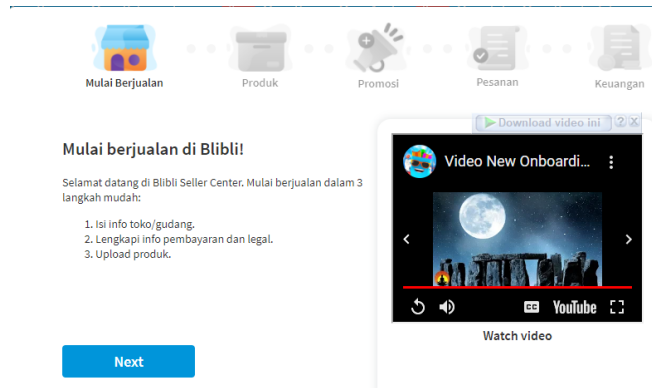 Mulai Berjualan
Produk
Promosi
Pesanan
Keuangan
Download video ini ? X
Mulai berjualan di Blibli!
Selamat datang di Blibli Seller Center. Mulai berjualan dalam 3
langkah mudah:
1. Isi info toko/gudang.
2. Lengkapi info pembayaran dan legal.
3. Upload produk.
Next
Video New Onboardi...
CC YouTube
Watch video